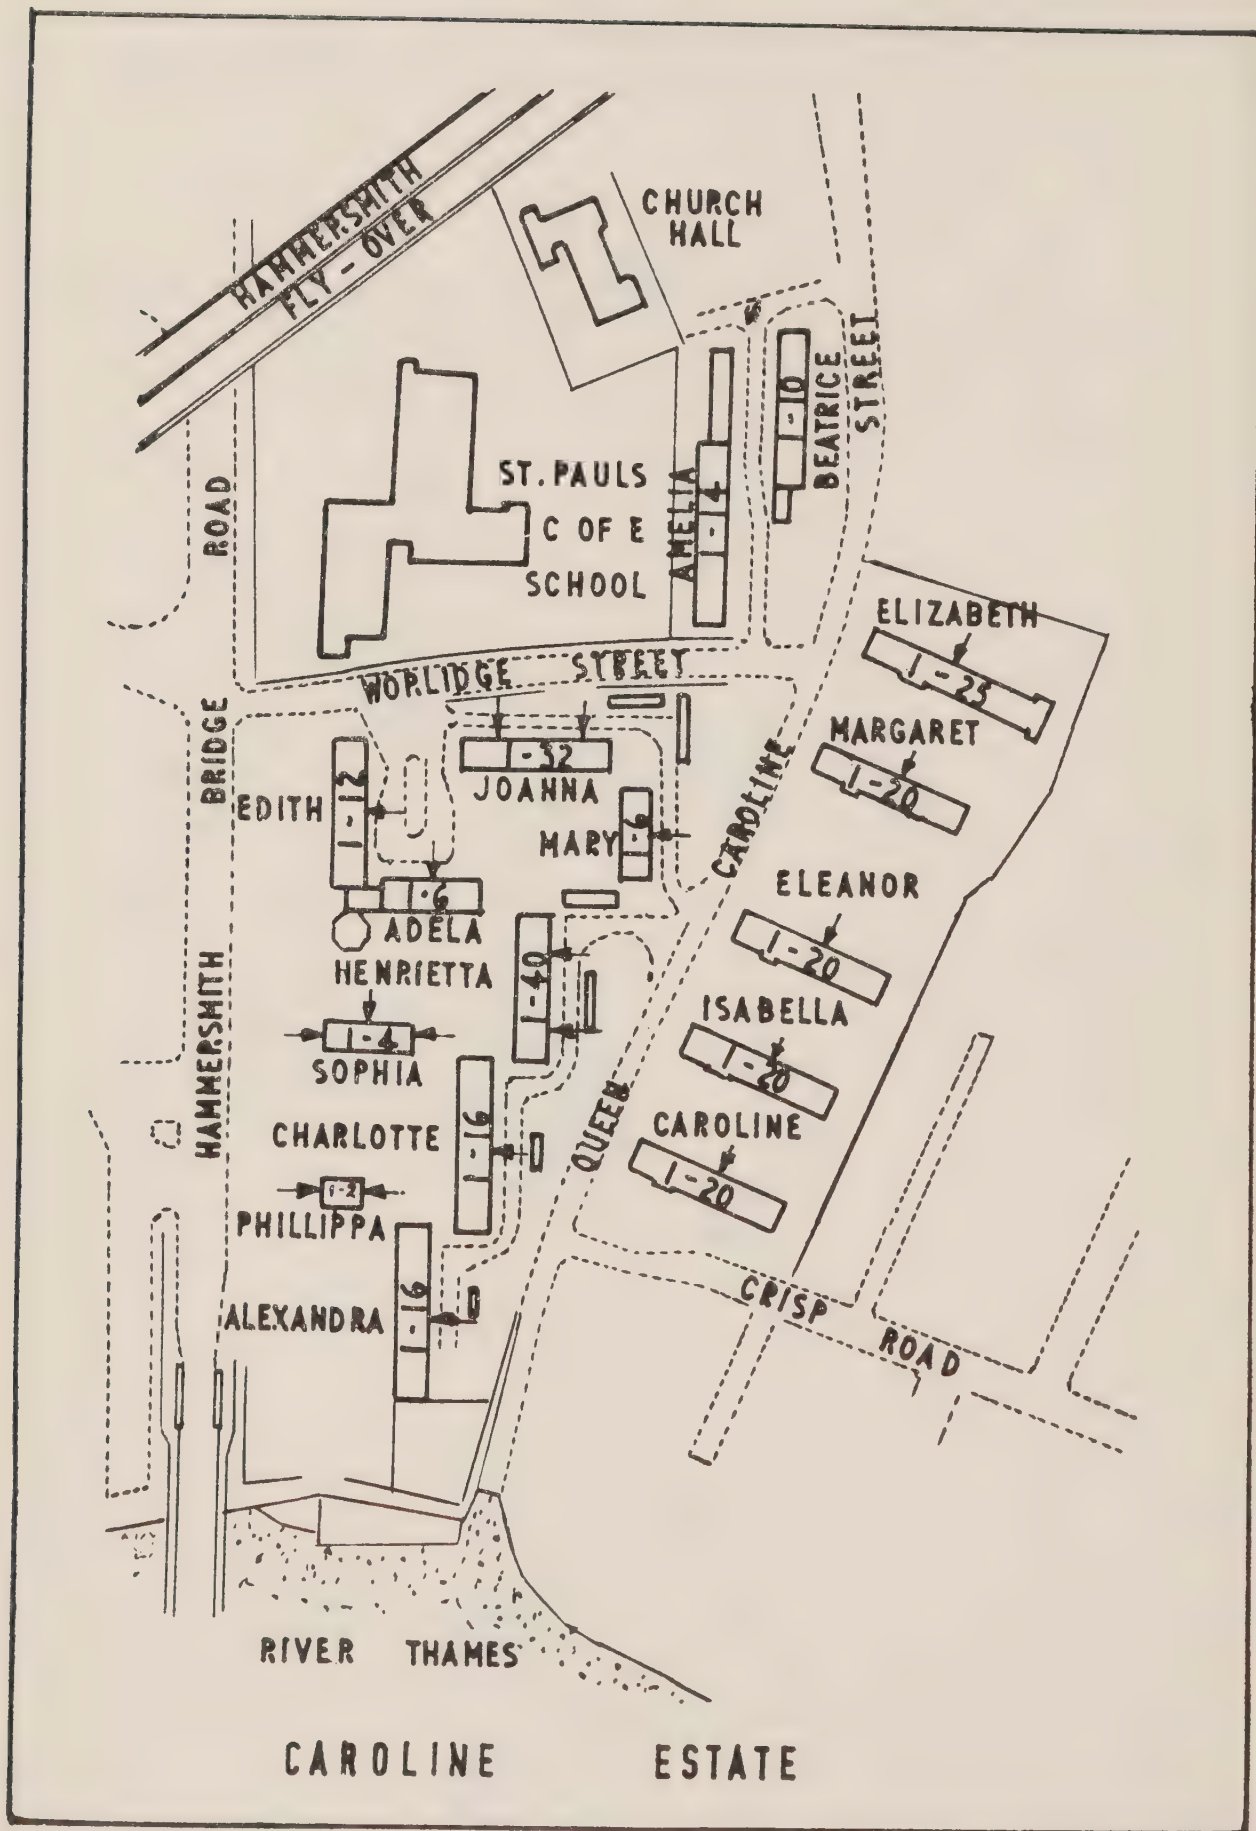 HAMMERSMITH
FLY - OVER
CHURCH
HALL
ST. PAULS
C OF E
SCHOOL
AMELIA
1 - 14
1 - 10
BEATRICE
QUEEN CAROLINE STREET
HAMMERSMITH BRIDGE ROAD
WORLIDGE STREET
ELIZABETH
1 - 25
MARGARET
1 - 20
EDITH
1 - 12
1 - 32
JOANNA
MARY
1 - 6
ELEANOR
1 - 20
1 - 6
ADELA
HENRIETTA
1 - 40
ISABELLA
1 - 20
1 - 4
SOPHIA
CHARLOTTE
1 - 16
CAROLINE
1 - 20
1-2
PHILLIPPA
ALEXANDRA
1 - 16
CRISP ROAD
RIVER THAMES
CAROLINE ESTATE